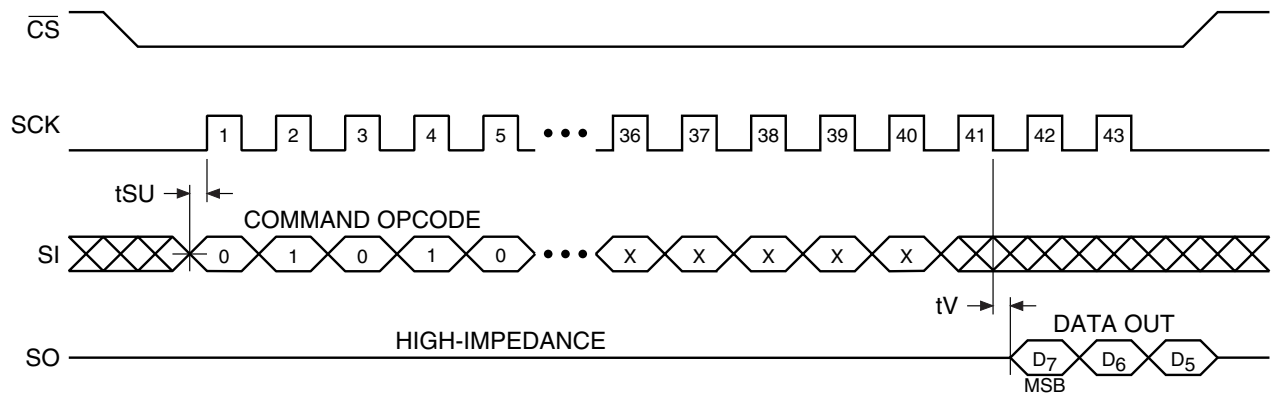 CS
SCK 1 2 3 4 5 ••• 36 37 38 39 40 41 42 43
tSU
COMMAND OPCODE
SI 0 1 0 1 0 ••• X X X X X
tV
HIGH-IMPEDANCE
DATA OUT
SO D7 D6 D5
MSB